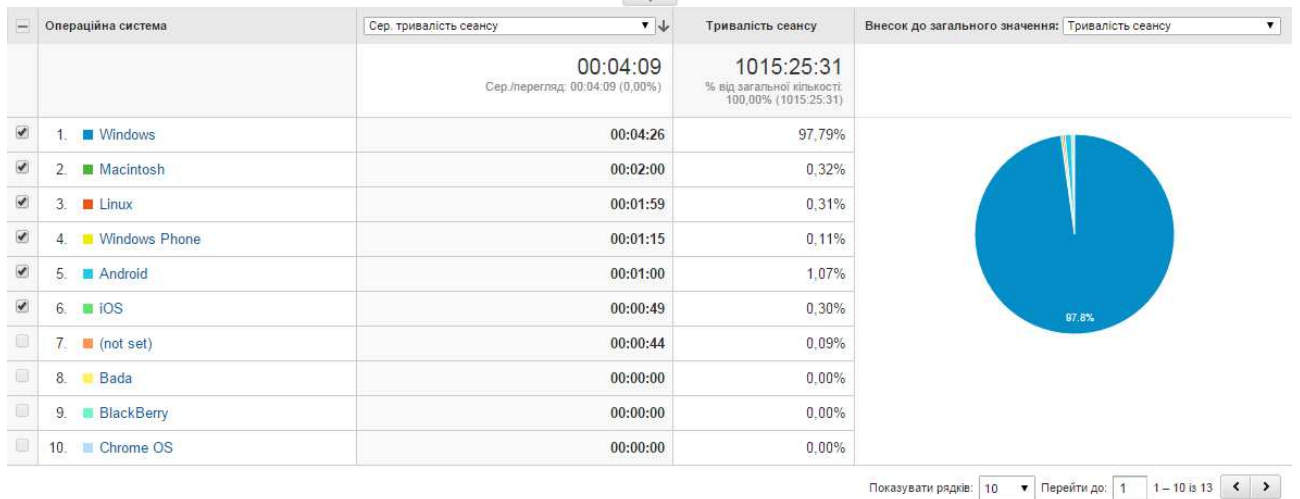 Операційна система Сер. тривалість сеансу Тривалість сеансу Внесок до загального значення: Тривалість сеансу
00:04:09 1015:25:31
Сер./перегляд: 00:04:09 (0,00%) % від загальної кількості:
100,00% (1015:25:31)
1. Windows 00:04:26 97,79%
2. Macintosh 00:02:00 0,32%
3. Linux 00:01:59 0,31%
4. Windows Phone 00:01:15 0,11%
5. Android 00:01:00 1,07%
6. iOS 00:00:49 0,30%
97.8%
7. (not set) 00:00:44 0,09%
8. Bada 00:00:00 0,00%
9. BlackBerry 00:00:00 0,00%
10. Chrome OS 00:00:00 0,00%
Показувати рядків: 10 Перейти до: 1 1 – 10 із 13